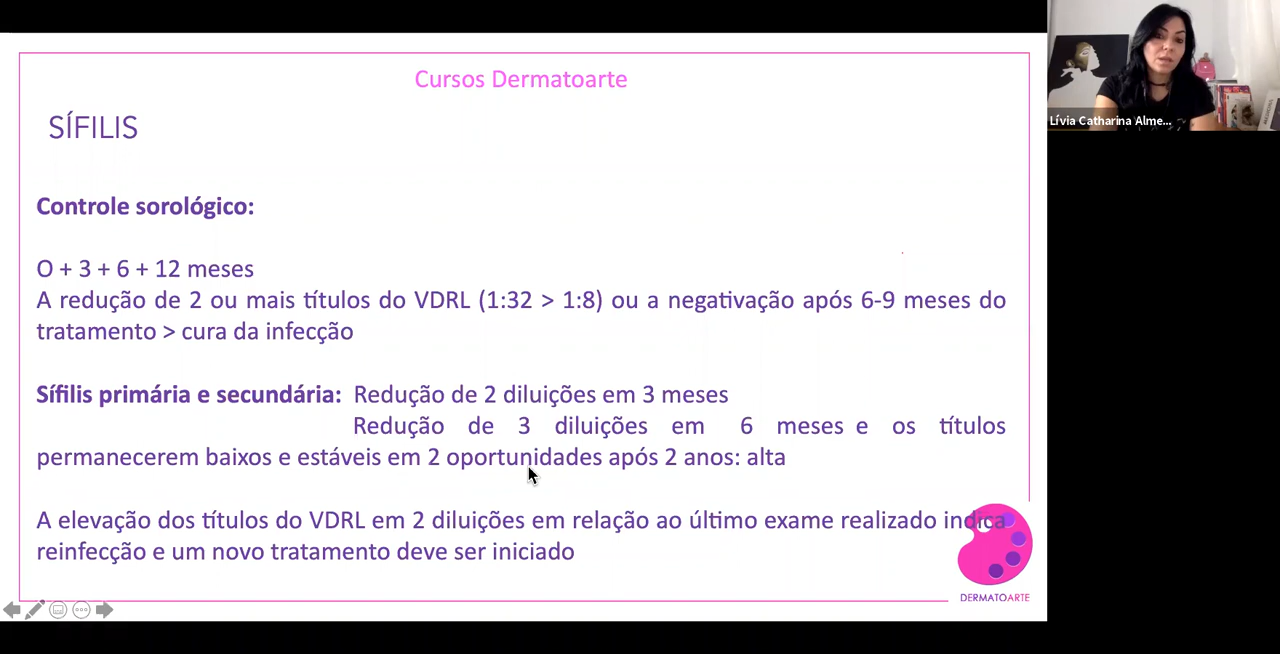 Cursos Dermatoarte
SÍFILIS
Controle sorológico:
O + 3 + 6 + 12 meses
A redução de 2 ou mais títulos do VDRL (1:32 > 1:8) ou a negativação após 6-9 meses do
tratamento > cura da infecção
Sífilis primária e secundária: Redução de 2 diluições em 3 meses
Redução de 3 diluições em 6 meses e os títulos
permanecerem baixos e estáveis em 2 oportunidades após 2 anos: alta
A elevação dos títulos do VDRL em 2 diluições em relação ao último exame realizado indica
reinfecção e um novo tratamento deve ser iniciado
DERMATOARTE
Lívia Catharina Alme...